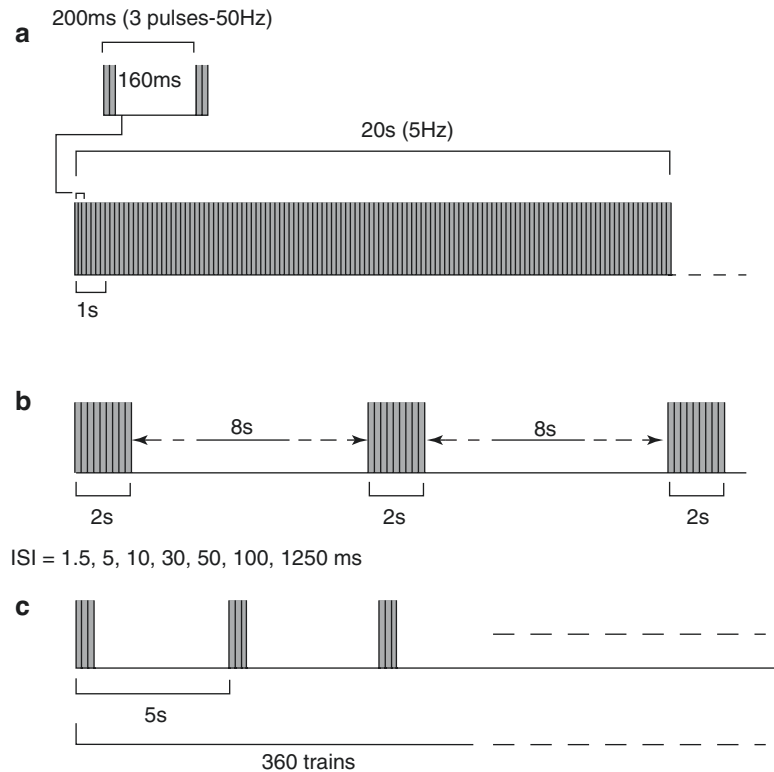 200ms (3 pulses-50Hz)
a
160ms
20s (5Hz)
1s
b
8s
8s
2s
2s
2s
ISI = 1.5, 5, 10, 30, 50, 100, 1250 ms
c
5s
360 trains